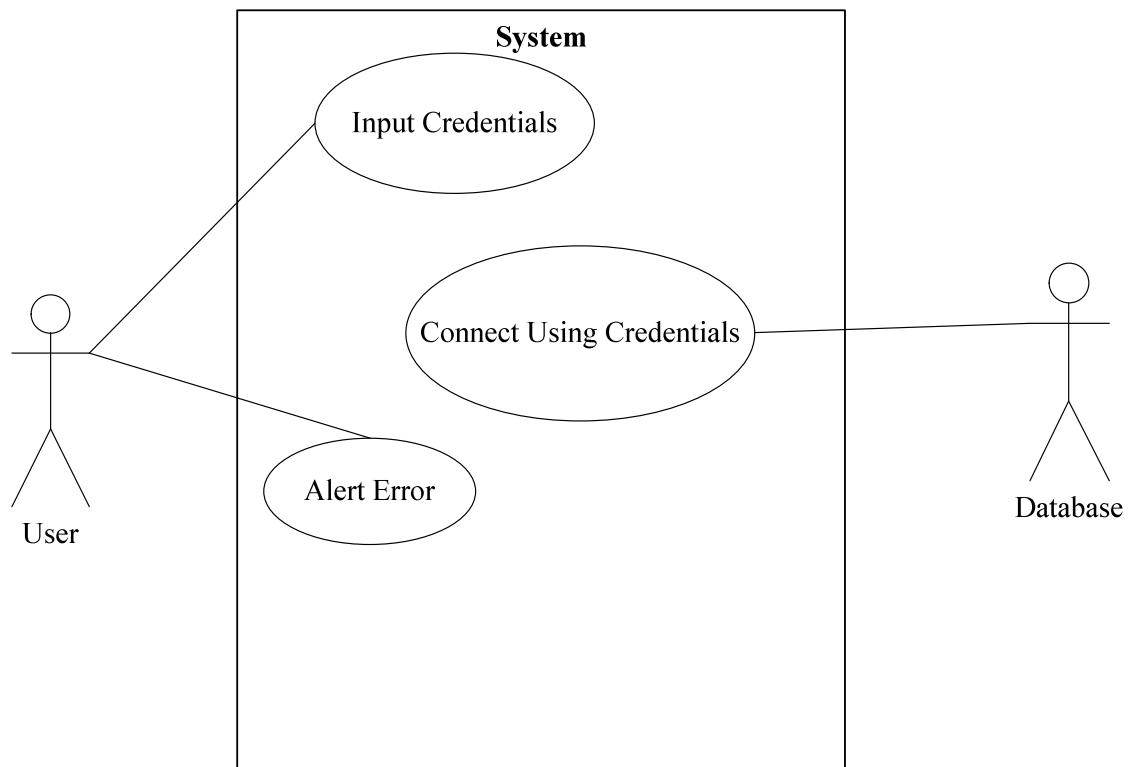 System
Input Credentials
Connect Using Credentials
Alert Error
User
Database